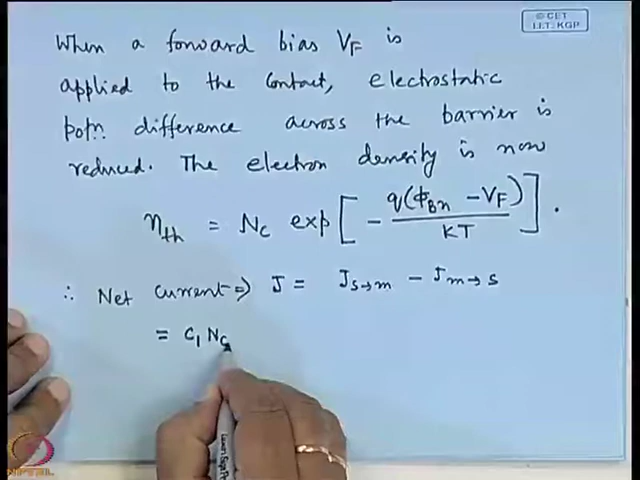 © CET
I.I.T. KGP
When a forward bias V_F is
applied to the contact, electrostatic
potn. difference across the barrier is
reduced. The electron density is now
n_th = N_C exp[ - q(ϕ_Bn - V_F) / KT ] .
∴ Net current ⇒ J = J_s→m - J_m→s
= C_1 N_C
NPTEL